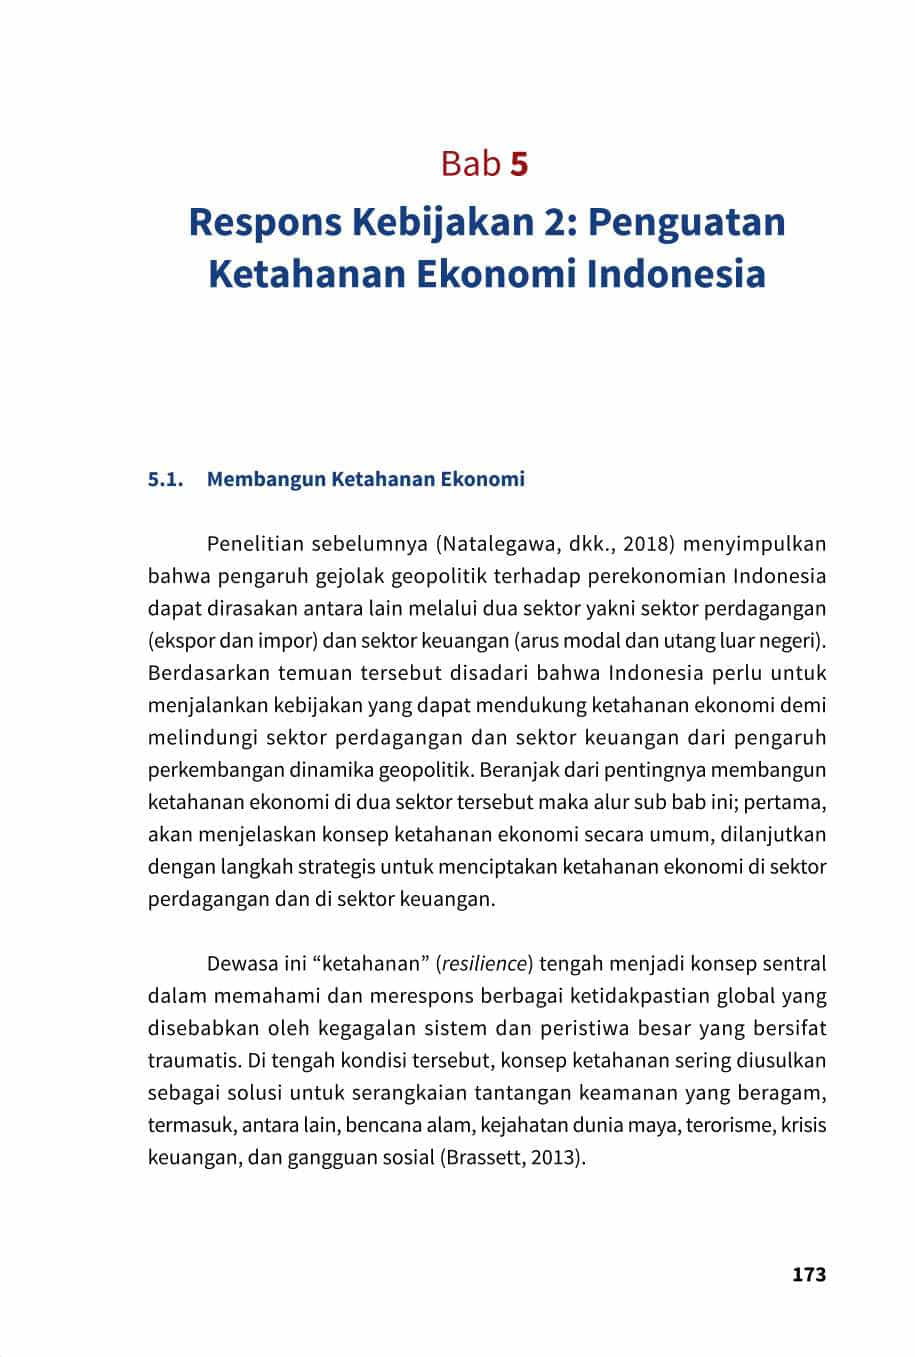 Bab 5
Respons Kebijakan 2: Penguatan
Ketahanan Ekonomi Indonesia
5.1. Membangun Ketahanan Ekonomi
Penelitian sebelumnya (Natalegawa, dkk., 2018) menyimpulkan
bahwa pengaruh gejolak geopolitik terhadap perekonomian Indonesia
dapat dirasakan antara lain melalui dua sektor yakni sektor perdagangan
(ekspor dan impor) dan sektor keuangan (arus modal dan utang luar negeri).
Berdasarkan temuan tersebut disadari bahwa Indonesia perlu untuk
menjalankan kebijakan yang dapat mendukung ketahanan ekonomi demi
melindungi sektor perdagangan dan sektor keuangan dari pengaruh
perkembangan dinamika geopolitik. Beranjak dari pentingnya membangun
ketahanan ekonomi di dua sektor tersebut maka alur sub bab ini; pertama,
akan menjelaskan konsep ketahanan ekonomi secara umum, dilanjutkan
dengan langkah strategis untuk menciptakan ketahanan ekonomi di sektor
perdagangan dan di sektor keuangan.
Dewasa ini “ketahanan” (resilience) tengah menjadi konsep sentral
dalam memahami dan merespons berbagai ketidakpastian global yang
disebabkan oleh kegagalan sistem dan peristiwa besar yang bersifat
traumatis. Di tengah kondisi tersebut, konsep ketahanan sering diusulkan
sebagai solusi untuk serangkaian tantangan keamanan yang beragam,
termasuk, antara lain, bencana alam, kejahatan dunia maya, terorisme, krisis
keuangan, dan gangguan sosial (Brassett, 2013).
173